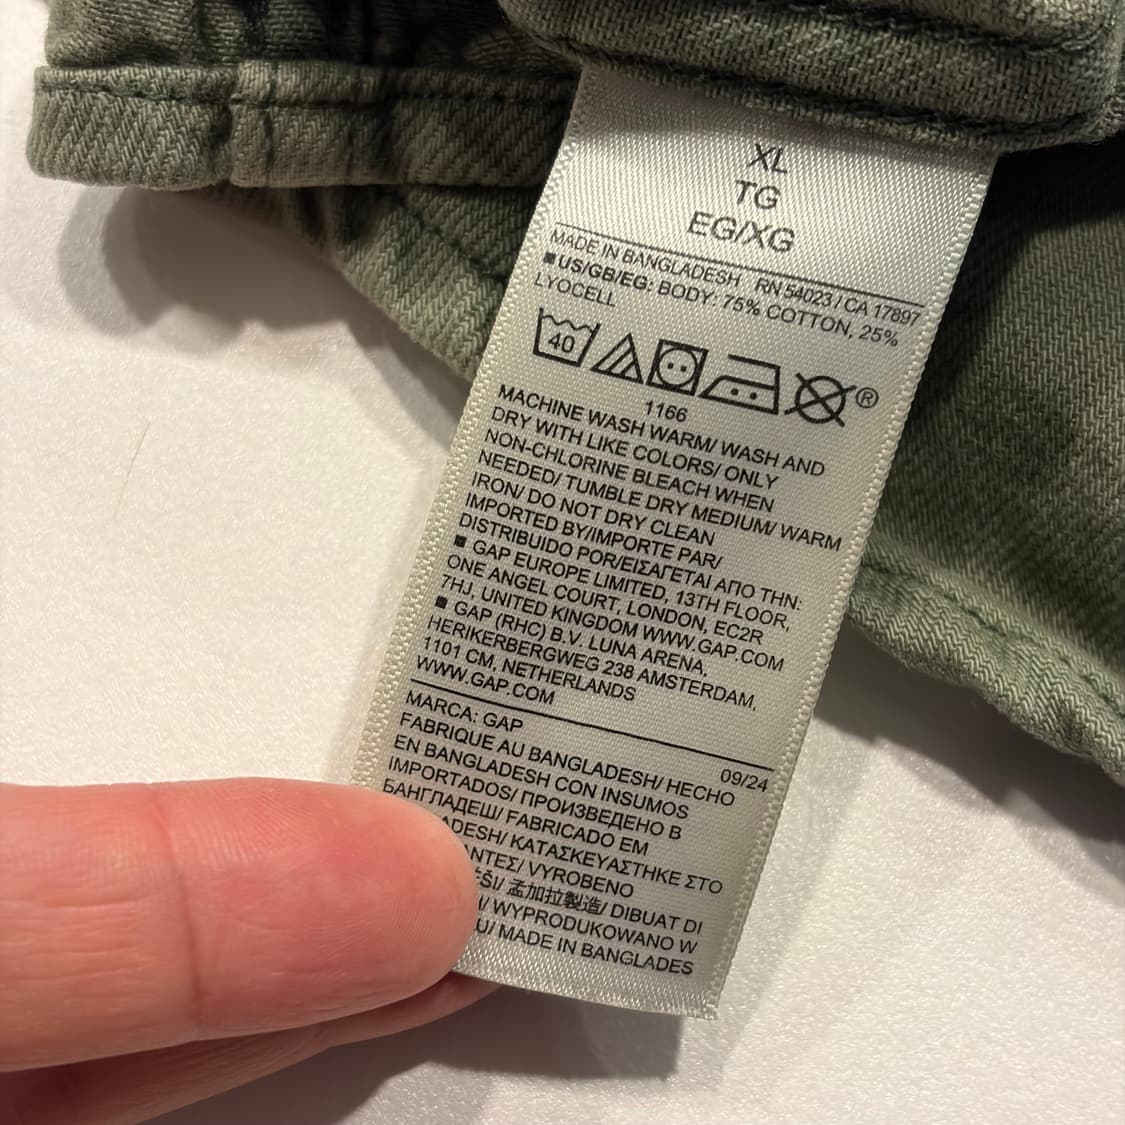 XL
TG
EG/XG
MADE IN BANGLADESH RN 54023 / CA 17897
■US/GB/EG: BODY: 75% COTTON, 25%
LYOCELL
40
®
1166
MACHINE WASH WARM/ WASH AND
DRY WITH LIKE COLORS/ ONLY
NON-CHLORINE BLEACH WHEN
NEEDED/ TUMBLE DRY MEDIUM/ WARM
IRON/ DO NOT DRY CLEAN
IMPORTED BY/IMPORTE PAR/
DISTRIBUIDO POR/ΕΙΣΑΓΕΤΑΙ ΑΠΟ ΤΗΝ:
■ GAP EUROPE LIMITED, 13TH FLOOR,
ONE ANGEL COURT, LONDON, EC2R
7HJ, UNITED KINGDOM WWW.GAP.COM
■ GAP (RHC) B.V. LUNA ARENA,
HERIKERBERGWEG 238 AMSTERDAM,
1101 CM, NETHERLANDS
WWW.GAP.COM
MARCA: GAP
09/24
FABRIQUE AU BANGLADESH/ HECHO
EN BANGLADESH CON INSUMOS
IMPORTADOS/ ПРОИЗВЕДЕНО В
БАНГЛАДЕШ/ FABRICADO EM
ADESH/ ΚΑΤΑΣΚΕΥΑΣΤΗΚΕ ΣΤΟ
ΑΝΤΕΣ/ VYROBENO
ĖŠI/ 孟加拉製造/ DIBUAT DI
/ WYPRODUKOWANO W
U/ MADE IN BANGLADES